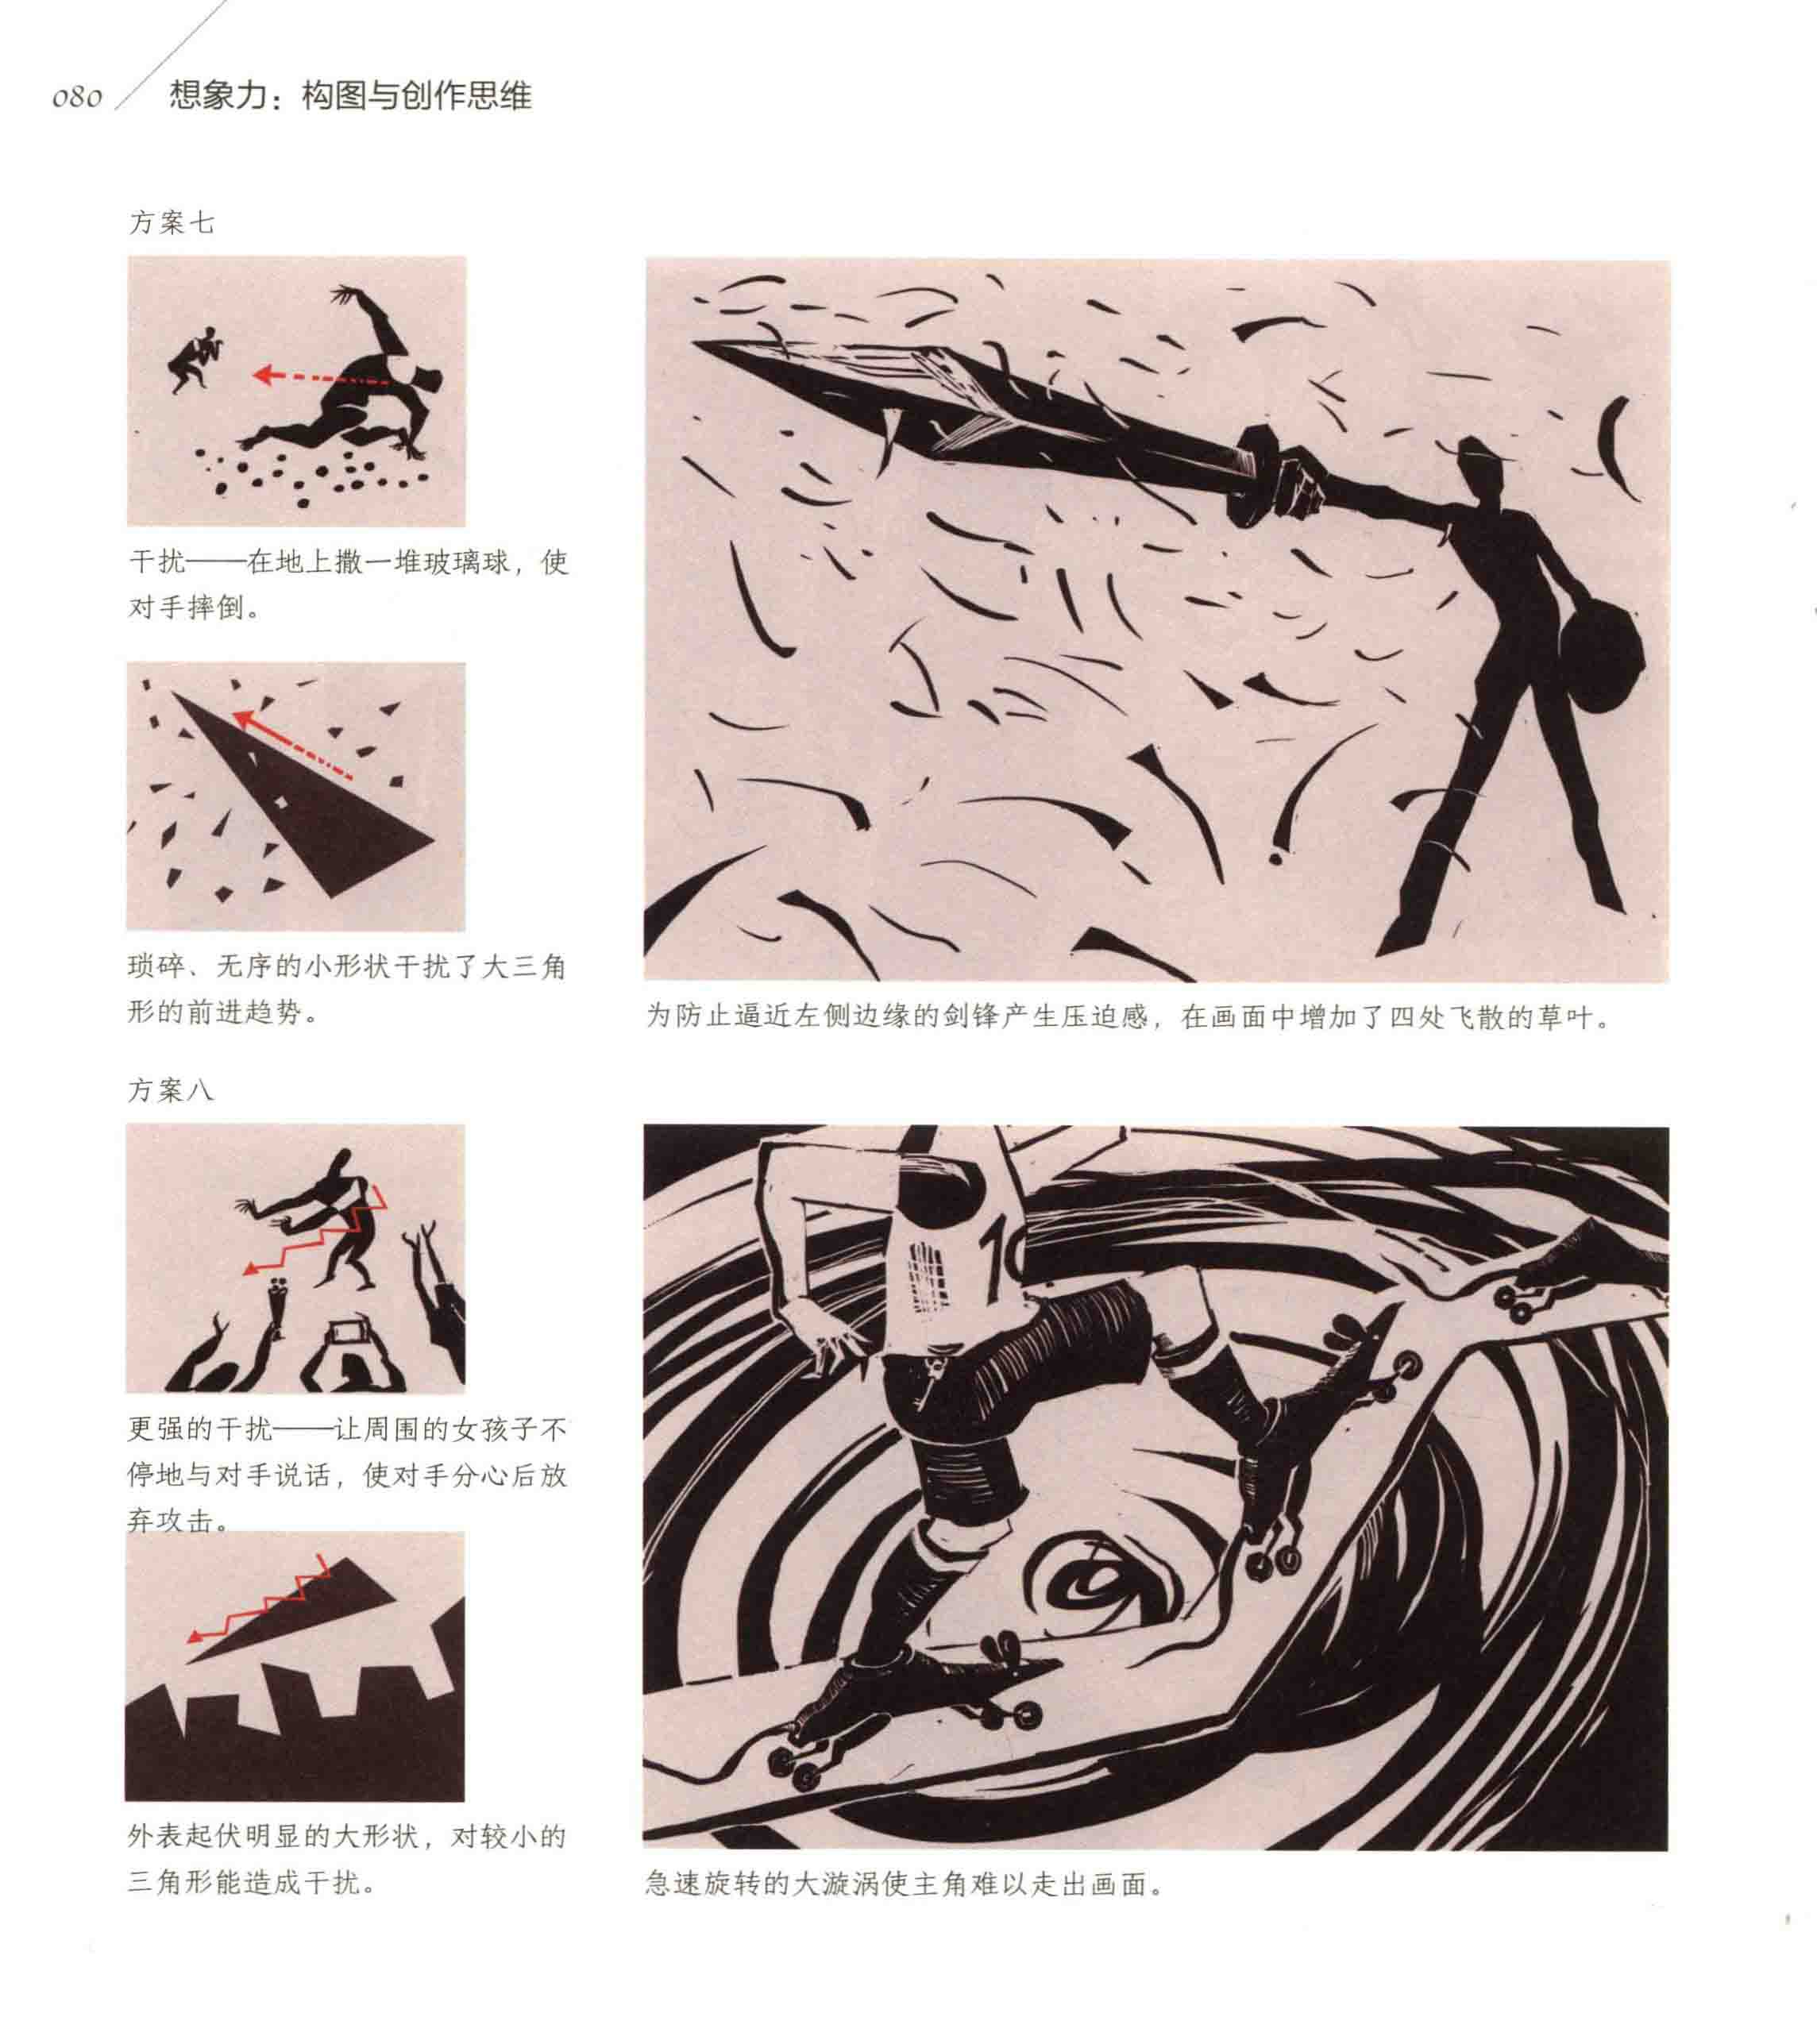 080
想象力：构图与创作思维
方案七
干扰——在地上撒一堆玻璃球，使
对手摔倒。
琐碎、无序的小形状干扰了大三角
形的前进趋势。
为防止逼近左侧边缘的剑锋产生压迫感，在画面中增加了四处飞散的草叶。
方案八
更强的干扰——让周围的女孩子不
停地与对手说话，使对手分心后放
弃攻击。
10
外表起伏明显的大形状，对较小的
三角形能造成干扰。
急速旋转的大漩涡使主角难以走出画面。